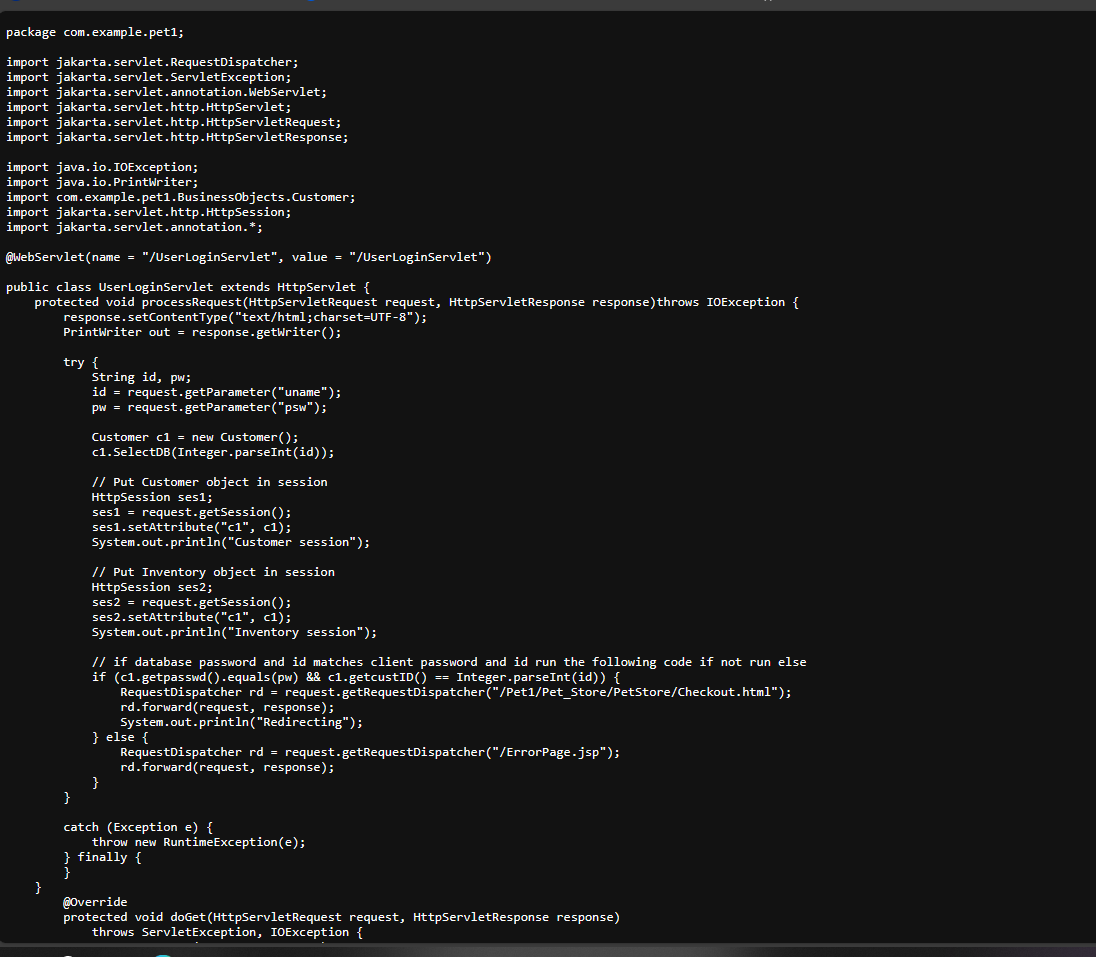 package com.example.pet1;

import jakarta.servlet.RequestDispatcher;
import jakarta.servlet.ServletException;
import jakarta.servlet.annotation.WebServlet;
import jakarta.servlet.http.HttpServlet;
import jakarta.servlet.http.HttpServletRequest;
import jakarta.servlet.http.HttpServletResponse;

import java.io.IOException;
import java.io.PrintWriter;
import com.example.pet1.BusinessObjects.Customer;
import jakarta.servlet.http.HttpSession;
import jakarta.servlet.annotation.*;

@WebServlet(name = "/UserLoginServlet", value = "/UserLoginServlet")

public class UserLoginServlet extends HttpServlet {
    protected void processRequest(HttpServletRequest request, HttpServletResponse response)throws IOException {
        response.setContentType("text/html;charset=UTF-8");
        PrintWriter out = response.getWriter();

        try {
            String id, pw;
            id = request.getParameter("uname");
            pw = request.getParameter("psw");

            Customer c1 = new Customer();
            c1.SelectDB(Integer.parseInt(id));

            // Put Customer object in session
            HttpSession ses1;
            ses1 = request.getSession();
            ses1.setAttribute("c1", c1);
            System.out.println("Customer session");

            // Put Inventory object in session
            HttpSession ses2;
            ses2 = request.getSession();
            ses2.setAttribute("c1", c1);
            System.out.println("Inventory session");

            // if database password and id matches client password and id run the following code if not run else
            if (c1.getpasswd().equals(pw) && c1.getcustID() == Integer.parseInt(id)) {
                RequestDispatcher rd = request.getRequestDispatcher("/Pet1/Pet_Store/PetStore/Checkout.html");
                rd.forward(request, response);
                System.out.println("Redirecting");
            } else {
                RequestDispatcher rd = request.getRequestDispatcher("/ErrorPage.jsp");
                rd.forward(request, response);
            }
        }

        catch (Exception e) {
            throw new RuntimeException(e);
        } finally {
        }
    }
        @Override
        protected void doGet(HttpServletRequest request, HttpServletResponse response)
            throws ServletException, IOException {